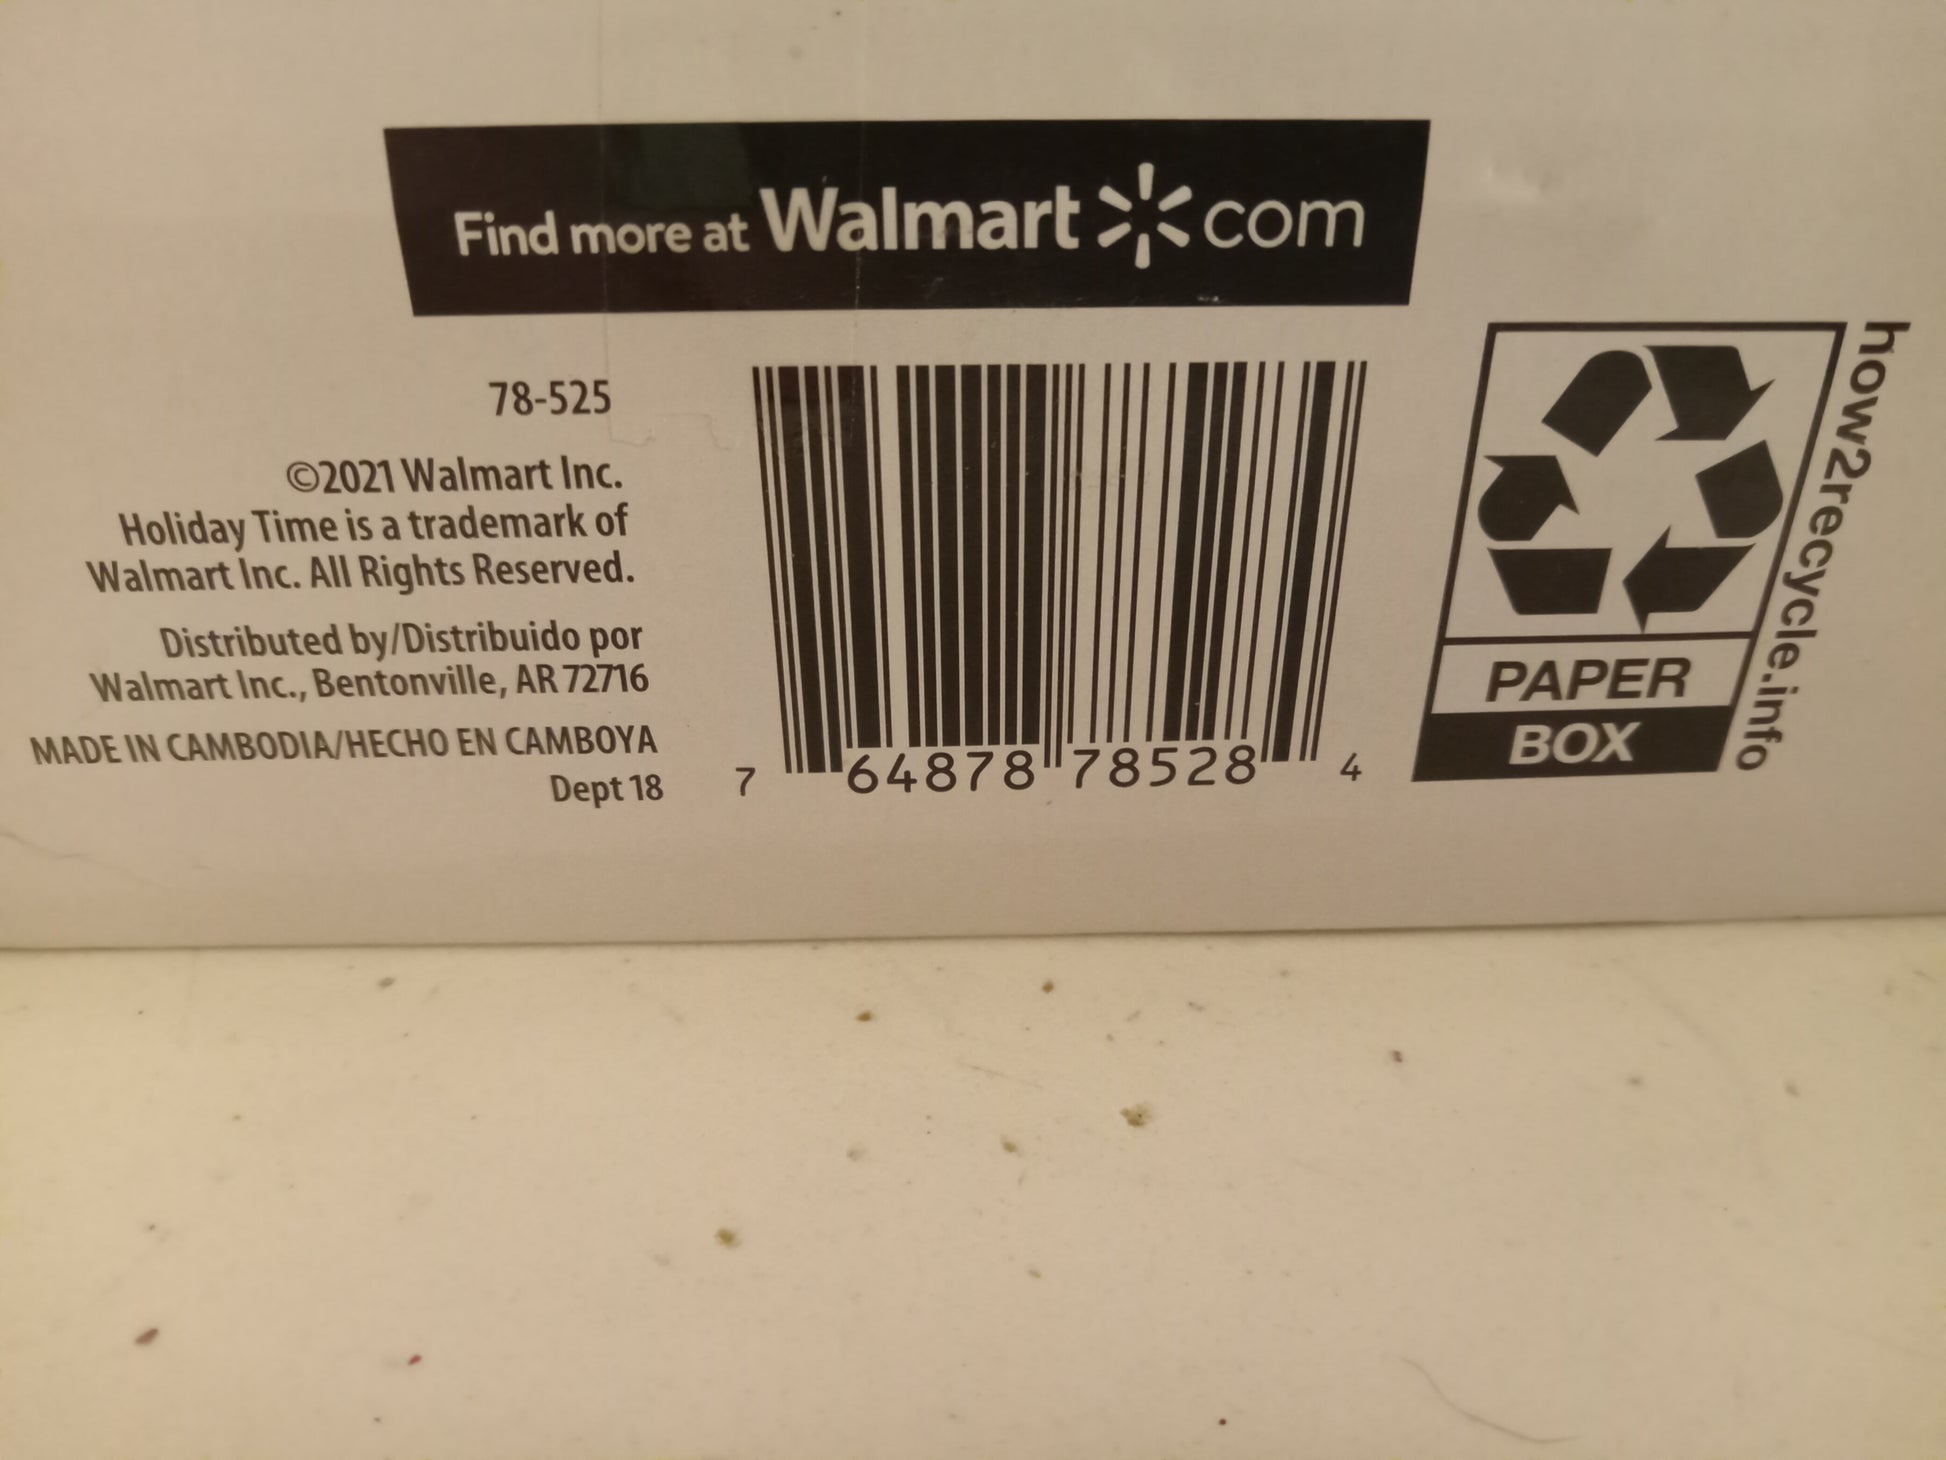 Find more at Walmart com
78-525
©2021 Walmart Inc.
Holiday Time is a trademark of
Walmart Inc. All Rights Reserved.
Distributed by/Distribuido por
Walmart Inc., Bentonville, AR 72716
MADE IN CAMBODIA/HECHO EN CAMBOYA
Dept 18
7 64878 78528 4
PAPER
BOX
how2recycle.info